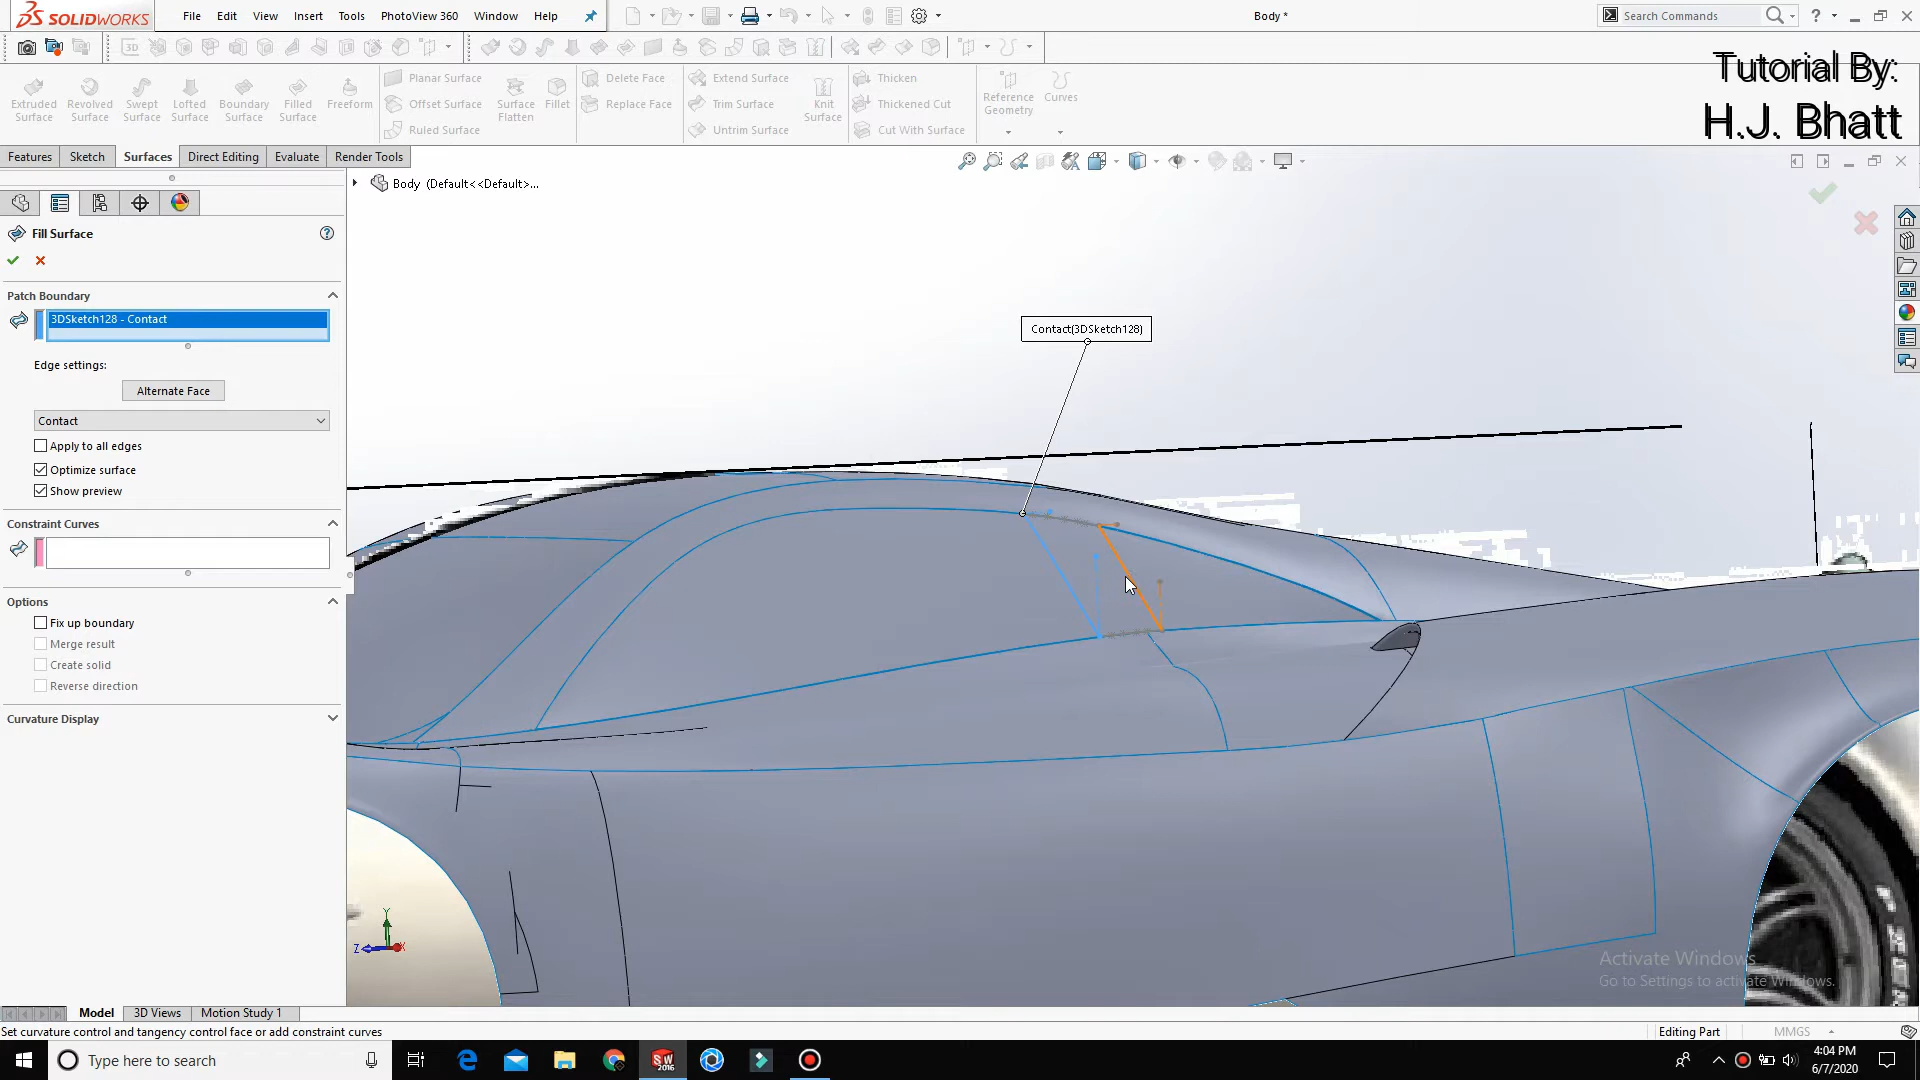 SOLIDWORKS
File Edit View Insert Tools PhotoView 360 Window Help
Body *
Search Commands
Tutorial By:
H.J. Bhatt
Extruded Surface
Revolved Surface
Swept Surface
Lofted Surface
Boundary Surface
Filled Surface
Freeform
Planar Surface
Offset Surface
Ruled Surface
Surface Flatten
Fillet
Delete Face
Replace Face
Extend Surface
Trim Surface
Untrim Surface
Knit Surface
Thicken
Thickened Cut
Cut With Surface
Reference Geometry
Curves
Features Sketch Surfaces Direct Editing Evaluate Render Tools
Body (Default<<Default>...
Fill Surface
Patch Boundary
3DSketch128 - Contact
Edge settings:
Alternate Face
Contact
Apply to all edges
Optimize surface
Show preview
Constraint Curves
Options
Fix up boundary
Merge result
Create solid
Reverse direction
Curvature Display
Contact(3DSketch128)
Y
Z
X
Activate Windows
Go to Settings to activate Windows.
Model 3D Views Motion Study 1
Set curvature control and tangency control face or add constraint curves
Editing Part
MMGS
Type here to search
SW
2016
4:04 PM
6/7/2020